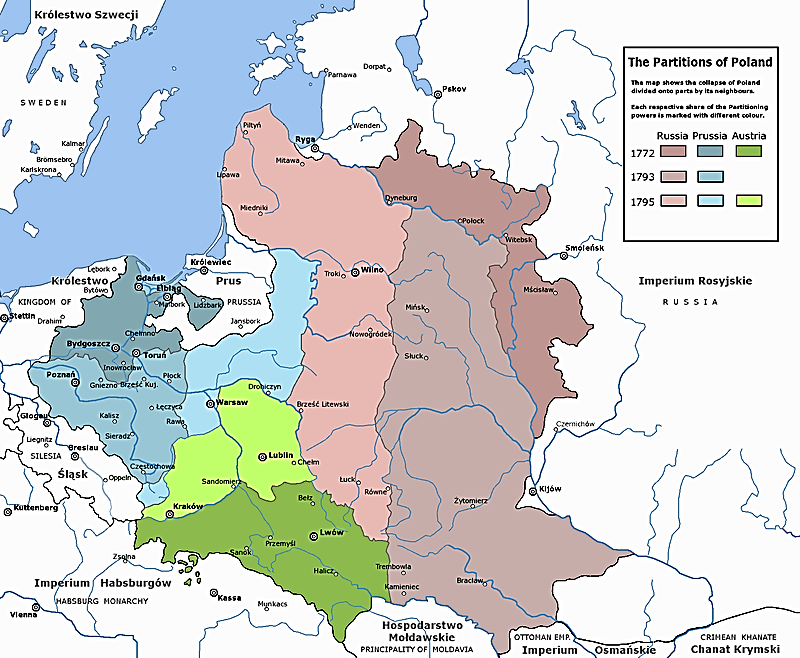 Królestwo Szwecji
SWEDEN
Kalmar
Bromsebro
Karlskrona
Parnawa
Dorpat
Pskov
Wenden
Ryga
Piltyń
Mitawa
Lipawa
Miedniki
Dyneburg
Połock
Witebsk
Smoleńsk
Mścisław
The Partitions of Poland
The map shows the collapse of Poland
divided onto parts by its neighbours.
Each respective share of the Partitioning
powers is marked with different colour.
Russia Prussia Austria
1772
1793
1795
Imperium Rosyjskie
RUSSIA
Królewiec
Prus
PRUSSIA
Jansbork
Lębork
Królestwo
Bytów
KINGDOM OF
Drahim
Stettin
Gdańsk
Elbląg
Malbork
Lidzbark
Chełmno
Bydgoszcz
Toruń
Inowrocław
Poznań
Gniezno
Brześć Kuj.
Płock
Kalisz
Łęczyca
Sieradz
Rawa
Częstochowa
Warsaw
Drohiczyn
Troki
Wilno
Nowogródek
Mińsk
Słuck
Brześć Litewski
Głogau
Liegnitz
SILESIA
Breslau
Śląsk
Oppeln
Kuttenberg
Lublin
Chełm
Sandomierz
Kraków
Łuck
Równe
Bełz
Lwów
Przemyśl
Sanok
Halicz
Żytomierz
Czernichów
Kijów
Trembowla
Kamieniec
Bracław
Zsolna
Imperium Habsburgów
HABSBURG MONARCHY
Vienna
Kassa
Munkacs
Hospodarstwo
Mołdawskie
PRINCIPALITY OF MOLDAVIA
OTTOMAN EMP.
Imperium Osmańskie
CRIMEAN KHANATE
Chanat Krymski